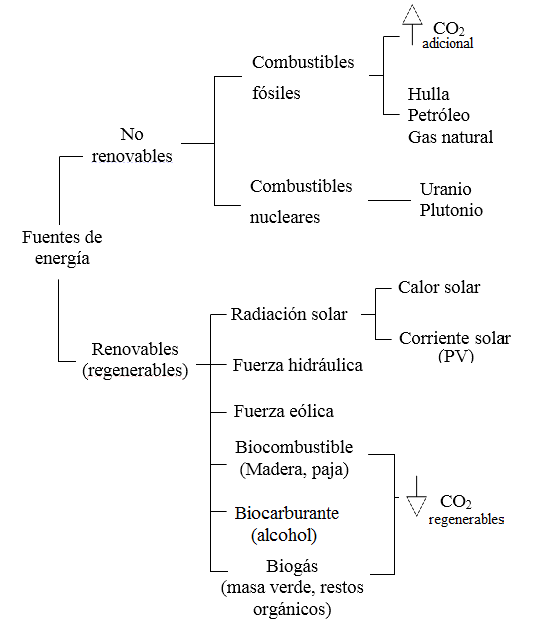 CO2
adicional
Combustibles
fósiles
Hulla
Petróleo
Gas natural
No
renovables
Combustibles
nucleares
Uranio
Plutonio
Fuentes de
energía
Calor solar
Radiación solar
Corriente solar
(PV)
Renovables
(regenerables)
Fuerza hidráulica
Fuerza eólica
Biocombustible
(Madera, paja)
CO2
regenerables
Biocarburante
(alcohol)
Biogás
(masa verde, restos
orgánicos)